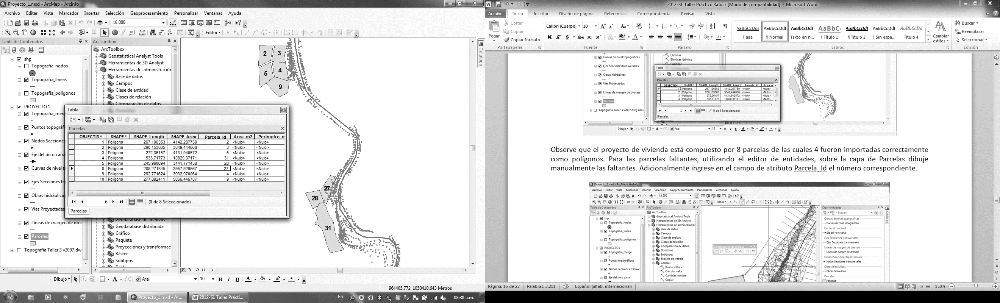 Proyecto_1.mxd - ArcMap - ArcInfo
Archivo Editar Vista Marcador Insertar Selección Geoprocesamiento Personalizar Ventanas Ayuda
1:6.000
Editor
Tabla de Contenidos
shp
Topografia_nodos
Topografia_lineas
Topografia_poligonos
PROYECTO 1
Topografia_merg
Puntos topográf
Nodos Secciones
Eje del río o cana
Curvas de nivel t
Ejes Secciones tra
Obras hidráulica
Vias Proyectadas
Líneas de margen de dren
Parcelas
Topografia Taller 3 v2007.dwg
ArcToolbox
ArcToolbox
Geostatistical Analyst Tools
Herramientas de 3D Analyst
Herramientas de administración
Base de datos
Campos
Clase de entidad
Clases de relación
Comparación de datos
Geodatabase de archivos
Geodatabase distribuida
Gráfico
Paquete
Proyecciones y transformac
Ráster
Subtipos
Tabla
2
3
5
4
9
27
28
31
Catálogo
Tabla
Parcelas
OBJECTID * SHAPE * SHAPE_Length SHAPE_Area Parcela_Id Area_m2 Perimetro_m
1 Polígono 267,196353 4142,287759 2 <Nulo> <Nulo>
2 Polígono 260,153865 3849,444868 3 <Nulo> <Nulo>
3 Polígono 272,36157 4131,940572 5 <Nulo> <Nulo>
4 Polígono 533,71773 10820,37171 31 <Nulo> <Nulo>
5 Polígono 245,960694 3441,771458 28 <Nulo> <Nulo>
8 Polígono 288,271845 3957,926567 27 <Nulo> <Nulo>
9 Polígono 262,771624 3932,970064 4 <Nulo> <Nulo>
10 Polígono 277,892411 5066,446707 9 <Nulo> <Nulo>
6 (0 de 8 Seleccionado)
Parcelas
Dibujo Arial 10 B I U A
964405,772 1050410,643 Metros
Proyecto_1.mxd - Ar...
2012-S1 Taller Prácti...
ES
08:30 a.m.
2012-S1 Taller Práctico 3.docx [Modo de compatibilidad] - Microsoft Word
Archivo Inicio Insertar Diseño de página Referencias Correspondencia Revisar Vista
Pegar
Cortar
Copiar
Copiar formato
Portapapeles
Calibri (Cuerpo) 10
N K S abc x₂ x²
Fuente
Párrafo
AaBbCcDdE AaBbCcDdE AaBbCcDdE AaBbC AaBbCcDdI AaBbCcDdE AaBbCcDd
¶ aaa ¶ Normal Texto en n... ¶ Título 1 ¶ Título 2 ¶ Sin espa... Título 4
Cambiar estilos
Estilos
Buscar
Reemplazar
Seleccionar
Edición
Curvas de nivel topográficas
Ejes Secciones transversales
Obras hidráulicas
Vias Proyectadas
Líneas de margen de drenaje
Parcelas
Topografia Taller 3 v2007.dwg Grou
Eliminar
Eliminar idéntico
Fusionar
Tabla
Parcelas
OBJECTID * SHAPE * SHAPE_Length SHAPE_Area Parcela_Id Area_m
1 Polígono 267,196353 4142,287759 <Nulo> <Nulo>
2 Polígono 260,153865 3849,444868 <Nulo> <Nulo>
3 Polígono 272,36157 4131,940572 <Nulo> <Nulo>
4 Polígono 533,71773 10820,37171 <Nulo> <Nulo>
1 (0 de 4 Seleccionado)
Parcelas
Dibujo Arial 10 B I U A
Observe que el proyecto de vivienda está compuesto por 8 parcelas de las cuales 4 fueron importadas correctamente
como polígonos. Para las parcelas faltantes, utilizando el editor de entidades, sobre la capa de Parcelas dibuje
manualmente las faltantes. Adicionalmente ingrese en el campo de atributo Parcela_Id el número correspondiente.
Proyecto_1.mxd - ArcMap - ArcInfo
Archivo Editar Vista Marcador Insertar Selección Geoprocesamiento Personalizar Ventanas Ayuda
1:1.500
Editor
Tabla de Contenidos
shp
Topografia_nodos
Topografia_lineas
Topografia_poligonos
PROYECTO 1
Topografia_merge
Puntos topográficos
Nodos Secciones transver
Eje del río o canal
ArcToolbox
ArcToolbox
Geostatistical Analyst Tools
Herramientas de 3D Analyst
Herramientas de administración
Base de datos
Campos
Clase de entidad
Clases de relación
Comparación de datos
Dominios
Entidades
Espacio de trabajo
General
Buscar idéntico
Calcular valor
Cambiar nombre
Copiar
Construcción de entidad
Crear entidades
<Buscar>
Curvas de nivel topográficas
Curvas de nivel topográficas
Eje del río o canal
Eje del río o canal
Ejes Secciones transversales
Ejes Secciones transversales
Líneas de margen de drenaje
Líneas de margen de drenaje
Nodos Secciones transversales
Nodos Secciones transversales
Obras hidráulicas
Obras hidráulicas
Parcelas
Parcelas
Catálogo
Página: 16 de 22 Palabras: 3.211 Español (alfab. internacional) 150%